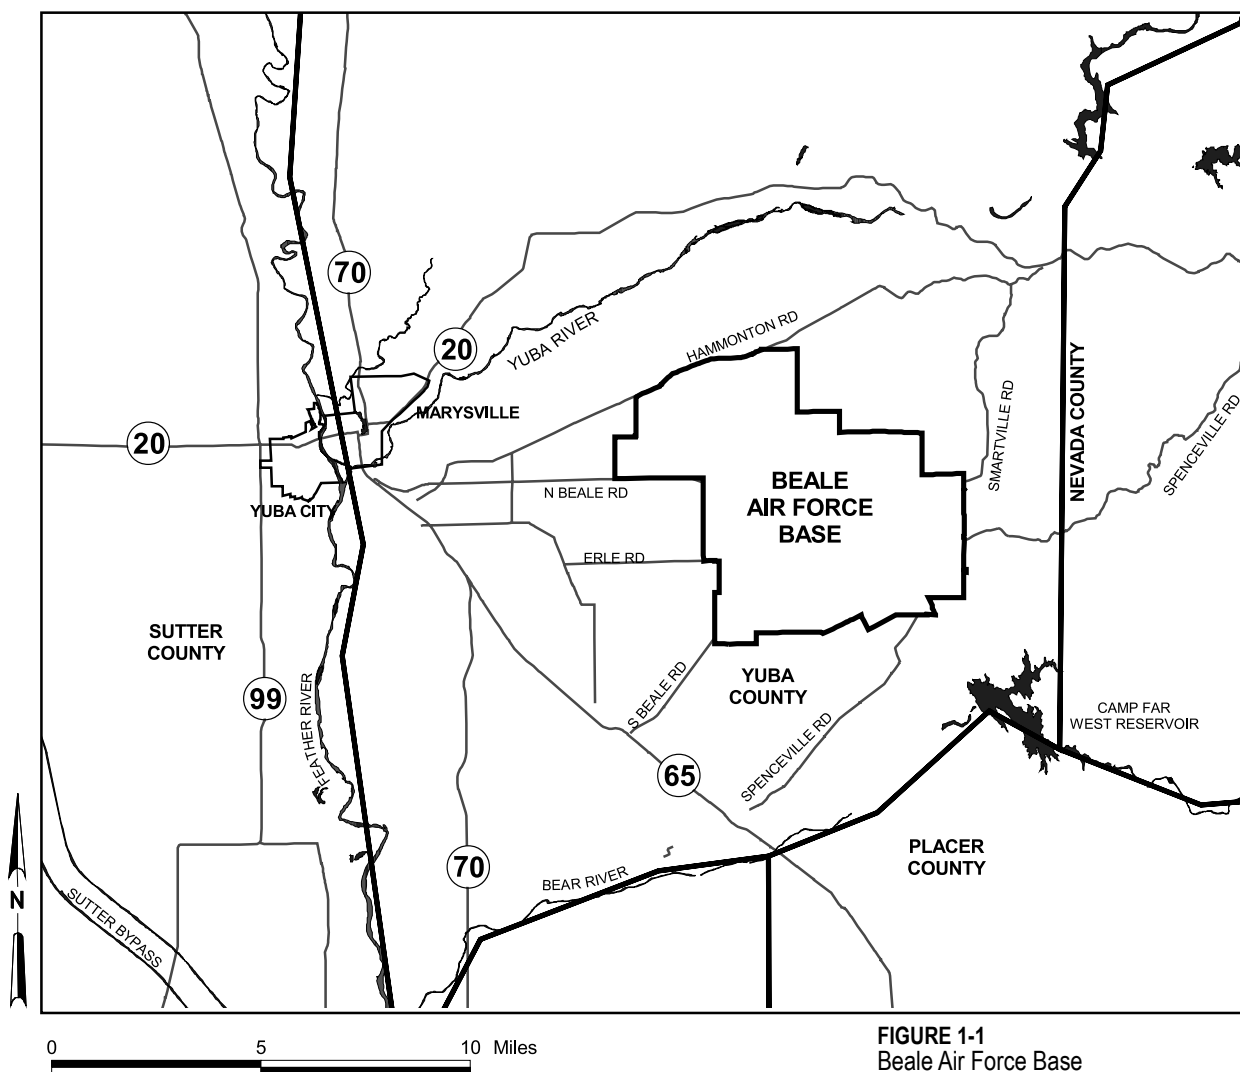 70
YUBA RIVER
HAMMONTON RD
20
MARYSVILLE
20
SMARTVILLE RD
NEVADA COUNTY
SPENCEVILLE RD
BEALE
AIR FORCE
BASE
N BEALE RD
YUBA CITY
ERLE RD
SUTTER
COUNTY
99
FEATHER RIVER
S BEALE RD
YUBA
COUNTY
SPENCEVILLE RD
CAMP FAR
WEST RESERVOIR
65
PLACER
COUNTY
70
BEAR RIVER
N
SUTTER BYPASS
0 5 10 Miles
FIGURE 1-1
Beale Air Force Base